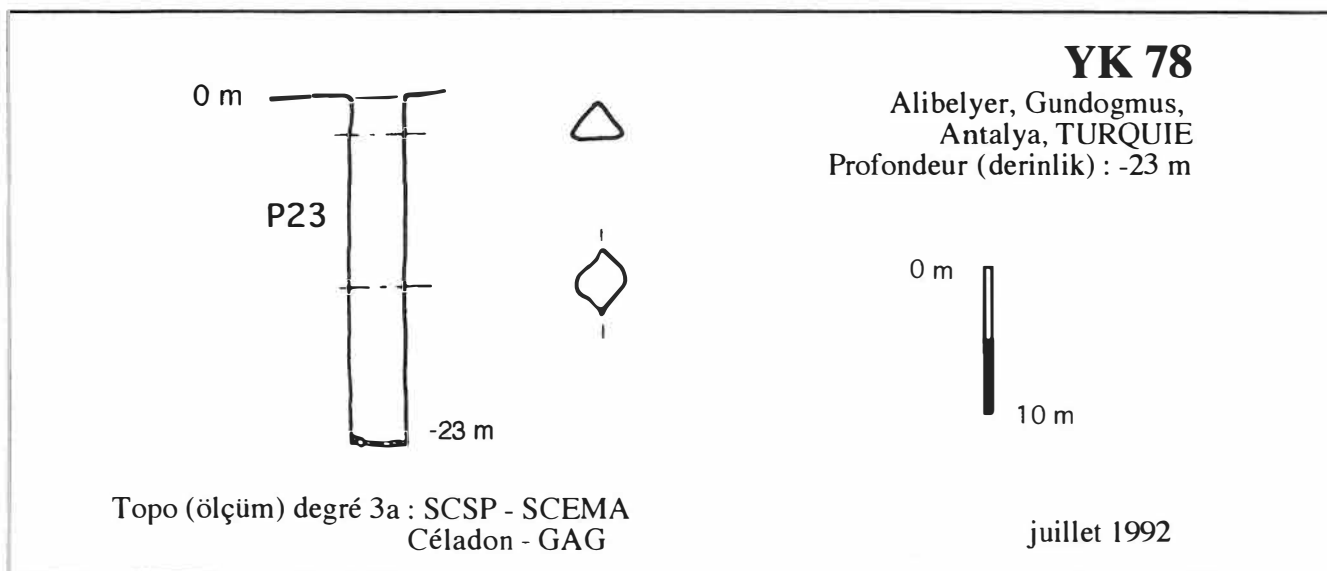 YK 78
Alibelyer, Gundogmus,
Antalya, TURQUIE
Profondeur (derinlik) : -23 m
0 m
P23
-23 m
0 m
10 m
Topo (ölçüm) degré 3a : SCSP - SCEMA
Céladon - GAG
juillet 1992